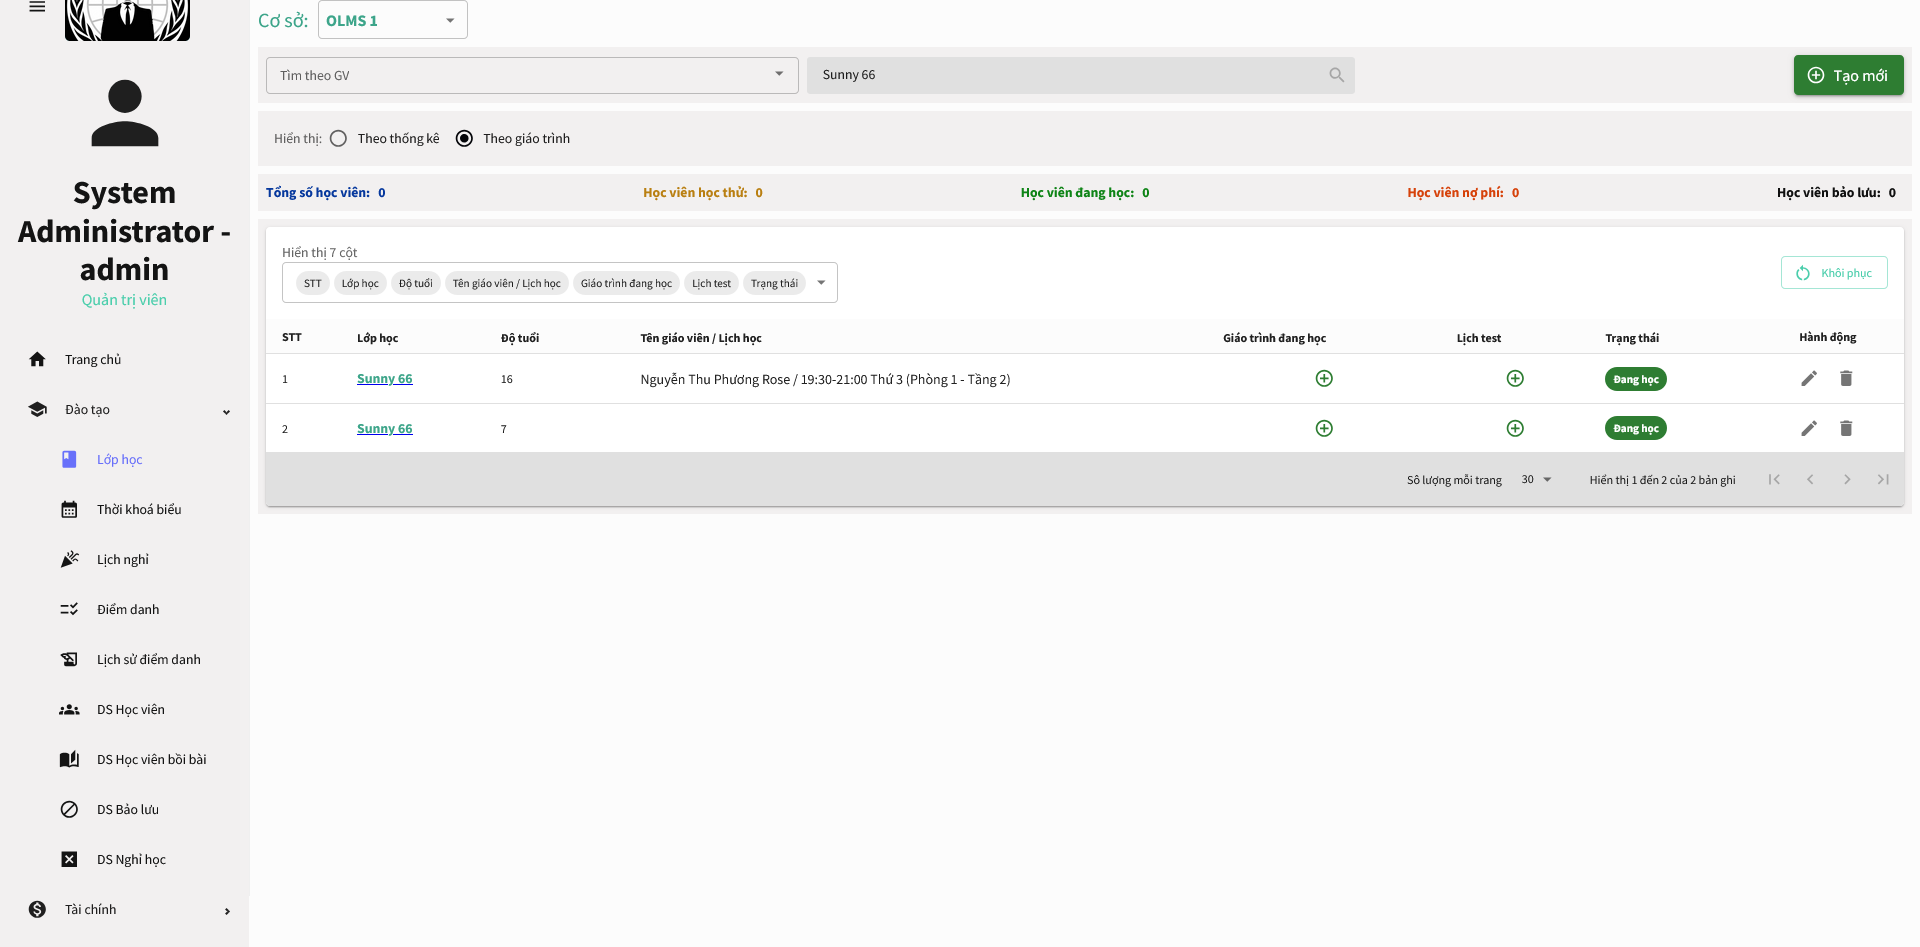 Cơ sở: OLMS 1
Tìm theo GV Sunny 66 Tạo mới
Hiển thị: Theo thống kê Theo giáo trình
Tổng số học viên: 0 Học viên học thử: 0 Học viên đang học: 0 Học viên nợ phí: 0 Học viên bảo lưu: 0
System
Administrator -
admin
Quản trị viên
Trang chủ
Đào tạo
Lớp học
Thời khoá biểu
Lịch nghỉ
Điểm danh
Lịch sử điểm danh
DS Học viên
DS Học viên bồi bài
DS Bảo lưu
DS Nghỉ học
Tài chính
Hiển thị 7 cột
STT Lớp học Độ tuổi Tên giáo viên / Lịch học Giáo trình đang học Lịch test Trạng thái
Khôi phục
STT Lớp học Độ tuổi Tên giáo viên / Lịch học Giáo trình đang học Lịch test Trạng thái Hành động
1 Sunny 66 16 Nguyễn Thu Phương Rose / 19:30-21:00 Thứ 3 (Phòng 1 - Tầng 2) Đang học
2 Sunny 66 7 Đang học
Số lượng mỗi trang 30 Hiển thị 1 đến 2 của 2 bản ghi